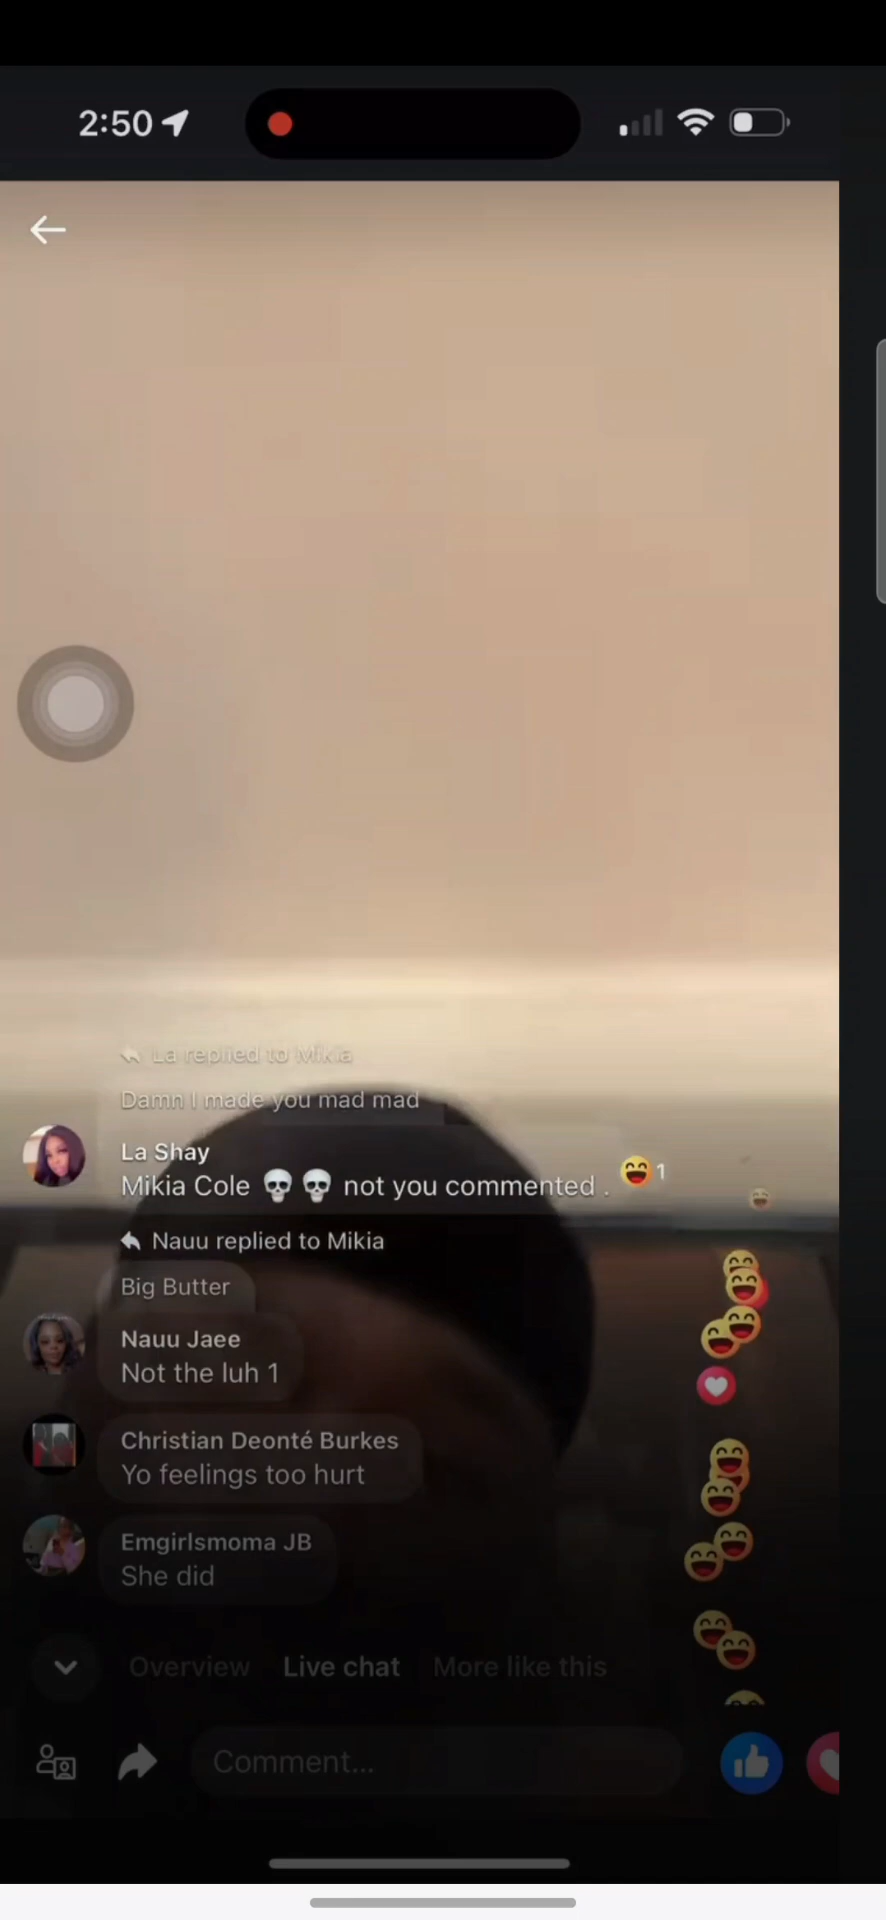 2:50
La replied to Mikia
Damn I made you mad mad
La Shay
Mikia Cole 💀💀 not you commented .
😆 1
Nauu replied to Mikia
Big Butter
Nauu Jaee
Not the luh 1
Christian Deonté Burkes
Yo feelings too hurt
Emgirlsmoma JB
She did
Overview Live chat More like this
Comment...